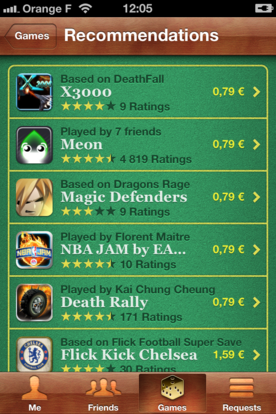 Orange F 12:05
Games Recommendations
Based on DeathFall
X3000
9 Ratings 0,79 €
Played by 7 friends
Meon
4 819 Ratings 0,79 €
Based on Dragons Rage
Magic Defenders
9 Ratings 0,79 €
Played by Florent Maitre
NBA JAM by EA...
10 Ratings 0,79 €
Played by Kai Chung Cheung
Death Rally
171 Ratings 0,79 €
Based on Flick Football Super Save
Flick Kick Chelsea 1,59 €
Me Friends Games Requests